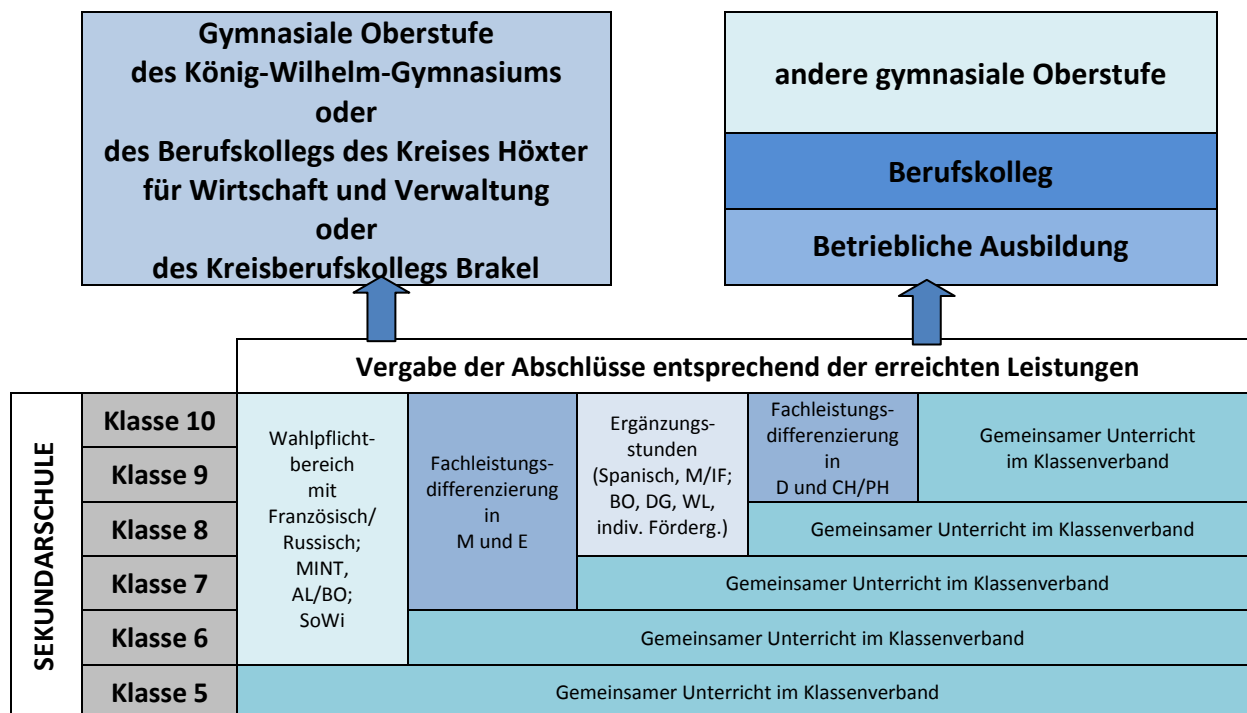 Gymnasiale Oberstufe
des König-Wilhelm-Gymnasiums
oder
des Berufskollegs des Kreises Höxter
für Wirtschaft und Verwaltung
oder
des Kreisberufskollegs Brakel
andere gymnasiale Oberstufe
Berufskolleg
Betriebliche Ausbildung
Vergabe der Abschlüsse entsprechend der erreichten Leistungen
SEKUNDARSCHULE
Klasse 10
Klasse 9
Klasse 8
Klasse 7
Klasse 6
Klasse 5
Wahlpflicht-
bereich
mit
Französisch/
Russisch;
MINT,
AL/BO;
SoWi
Fachleistungs-
differenzierung
in
M und E
Ergänzungs-
stunden
(Spanisch, M/IF;
BO, DG, WL,
indiv. Förderg.)
Fachleistungs-
differenzierung
in
D und CH/PH
Gemeinsamer Unterricht
im Klassenverband
Gemeinsamer Unterricht im Klassenverband
Gemeinsamer Unterricht im Klassenverband
Gemeinsamer Unterricht im Klassenverband
Gemeinsamer Unterricht im Klassenverband